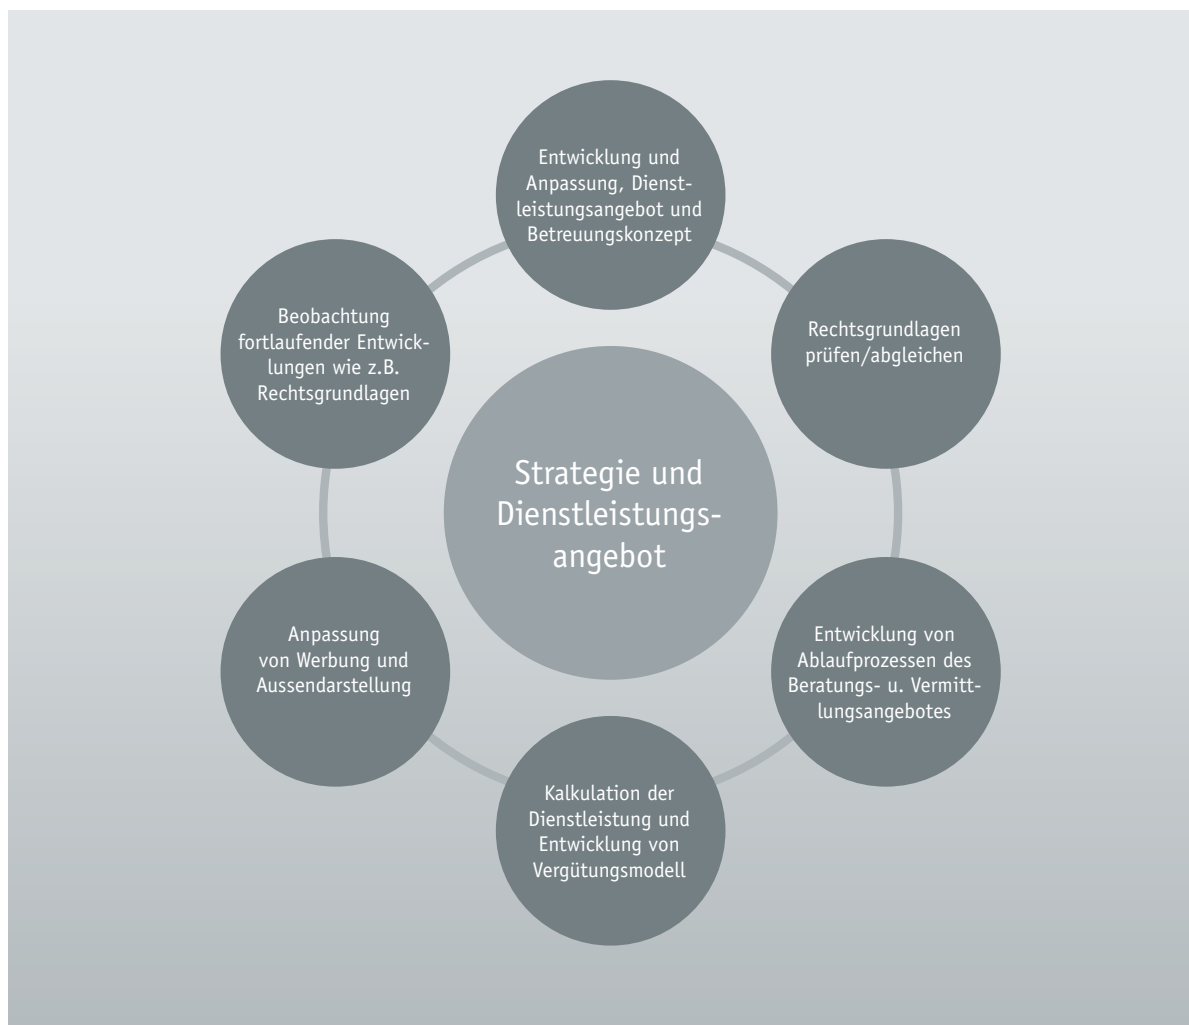 Entwicklung und
Anpassung, Dienst-
leistungsangebot und
Betreuungskonzept
Rechtsgrundlagen
prüfen/abgleichen
Entwicklung von
Ablaufprozessen des
Beratungs- u. Vermitt-
lungsangebotes
Kalkulation der
Dienstleistung und
Entwicklung von
Vergütungsmodell
Anpassung
von Werbung und
Aussendarstellung
Beobachtung
fortlaufender Entwick-
lungen wie z.B.
Rechtsgrundlagen
Strategie und
Dienstleistungs-
angebot